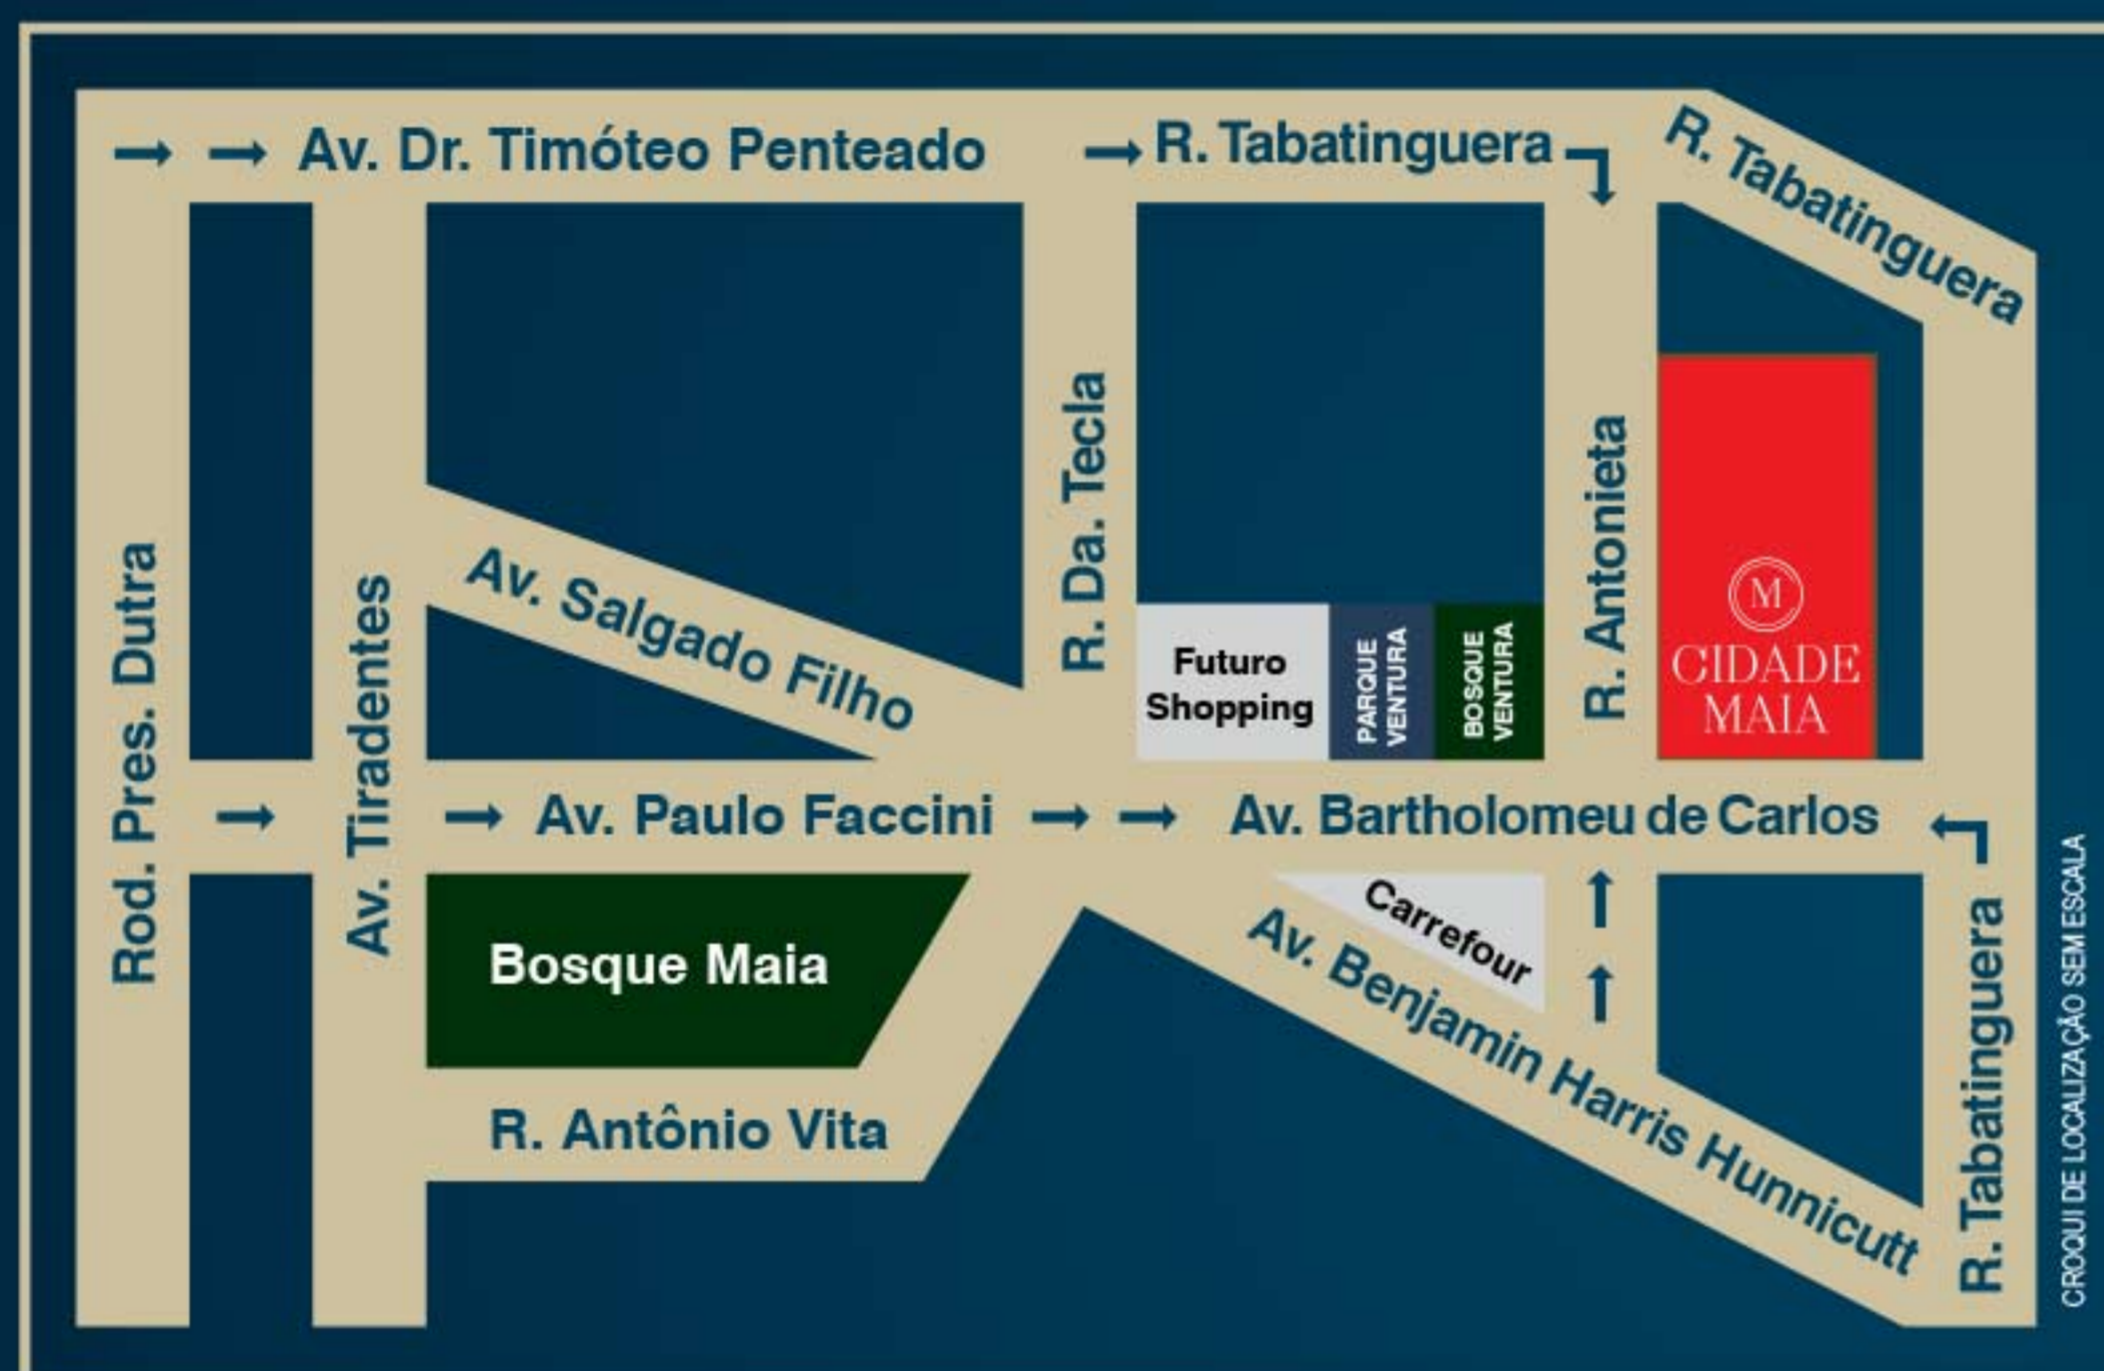 Av. Dr. Timóteo Penteado
R. Tabatinguera
R. Tabatinguera
Rod. Pres. Dutra
Av. Tiradentes
Av. Salgado Filho
R. Da. Tecla
Futuro
Shopping
PARQUE
VENTURA
BOSQUE
VENTURA
R. Antonieta
M
CIDADE
MAIA
Av. Paulo Faccini
Av. Bartholomeu de Carlos
Bosque Maia
Carrefour
Av. Benjamin Harris Hunnicutt
R. Antônio Vita
R. Tabatinguera
CROQUI DE LOCALIZAÇÃO SEM ESCALA